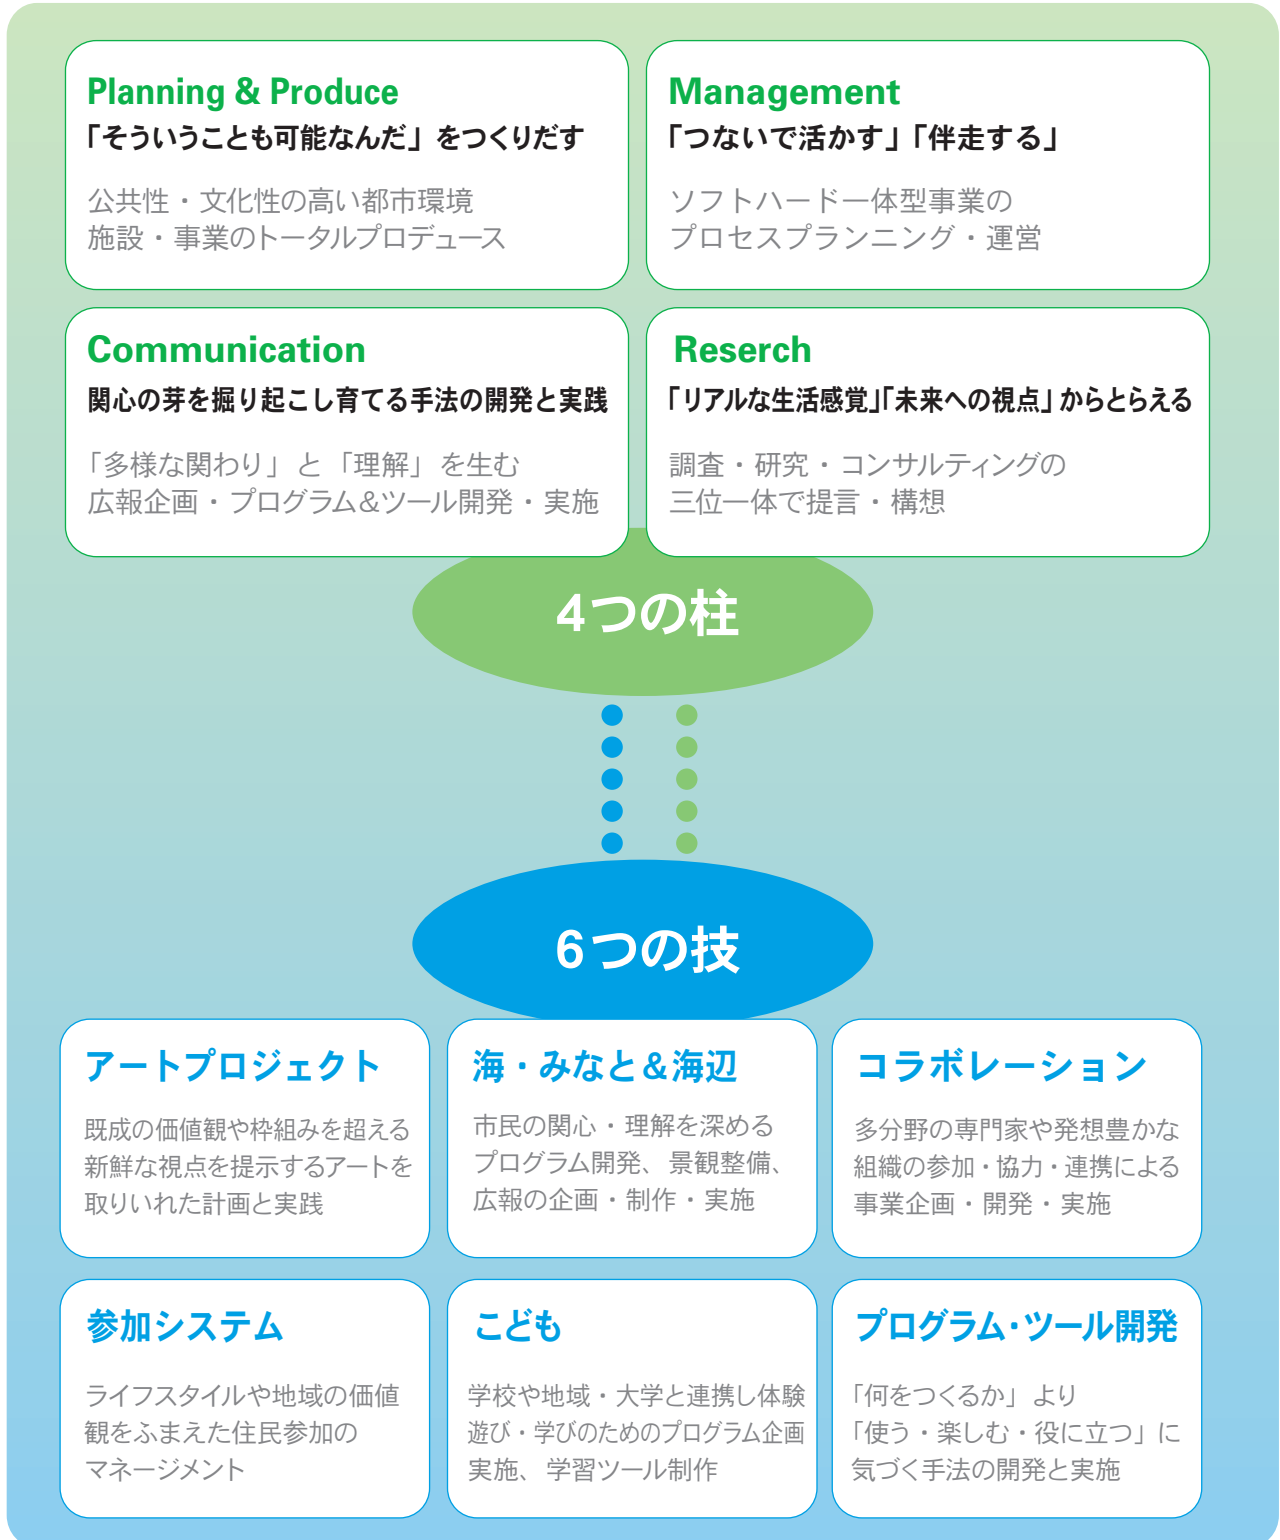 Planning & Produce
「そういうことも可能なんだ」をつくりだす
公共性・文化性の高い都市環境
施設・事業のトータルプロデュース
Management
「つないで活かす」「伴走する」
ソフトハード一体型事業の
プロセスプランニング・運営
Communication
関心の芽を掘り起こし育てる手法の開発と実践
「多様な関わり」と「理解」を生む
広報企画・プログラム&ツール開発・実施
Reserch
「リアルな生活感覚」「未来への視点」からとらえる
調査・研究・コンサルティングの
三位一体で提言・構想
4つの柱
6つの技
アートプロジェクト
既成の価値観や枠組みを超える
新鮮な視点を提示するアートを
取りいれた計画と実践
海・みなと&海辺
市民の関心・理解を深める
プログラム開発、景観整備、
広報の企画・制作・実施
コラボレーション
多分野の専門家や発想豊かな
組織の参加・協力・連携による
事業企画・開発・実施
参加システム
ライフスタイルや地域の価値
観をふまえた住民参加の
マネージメント
こども
学校や地域・大学と連携し体験
遊び・学びのためのプログラム企画
実施、学習ツール制作
プログラム・ツール開発
「何をつくるか」より
「使う・楽しむ・役に立つ」に
気づく手法の開発と実施